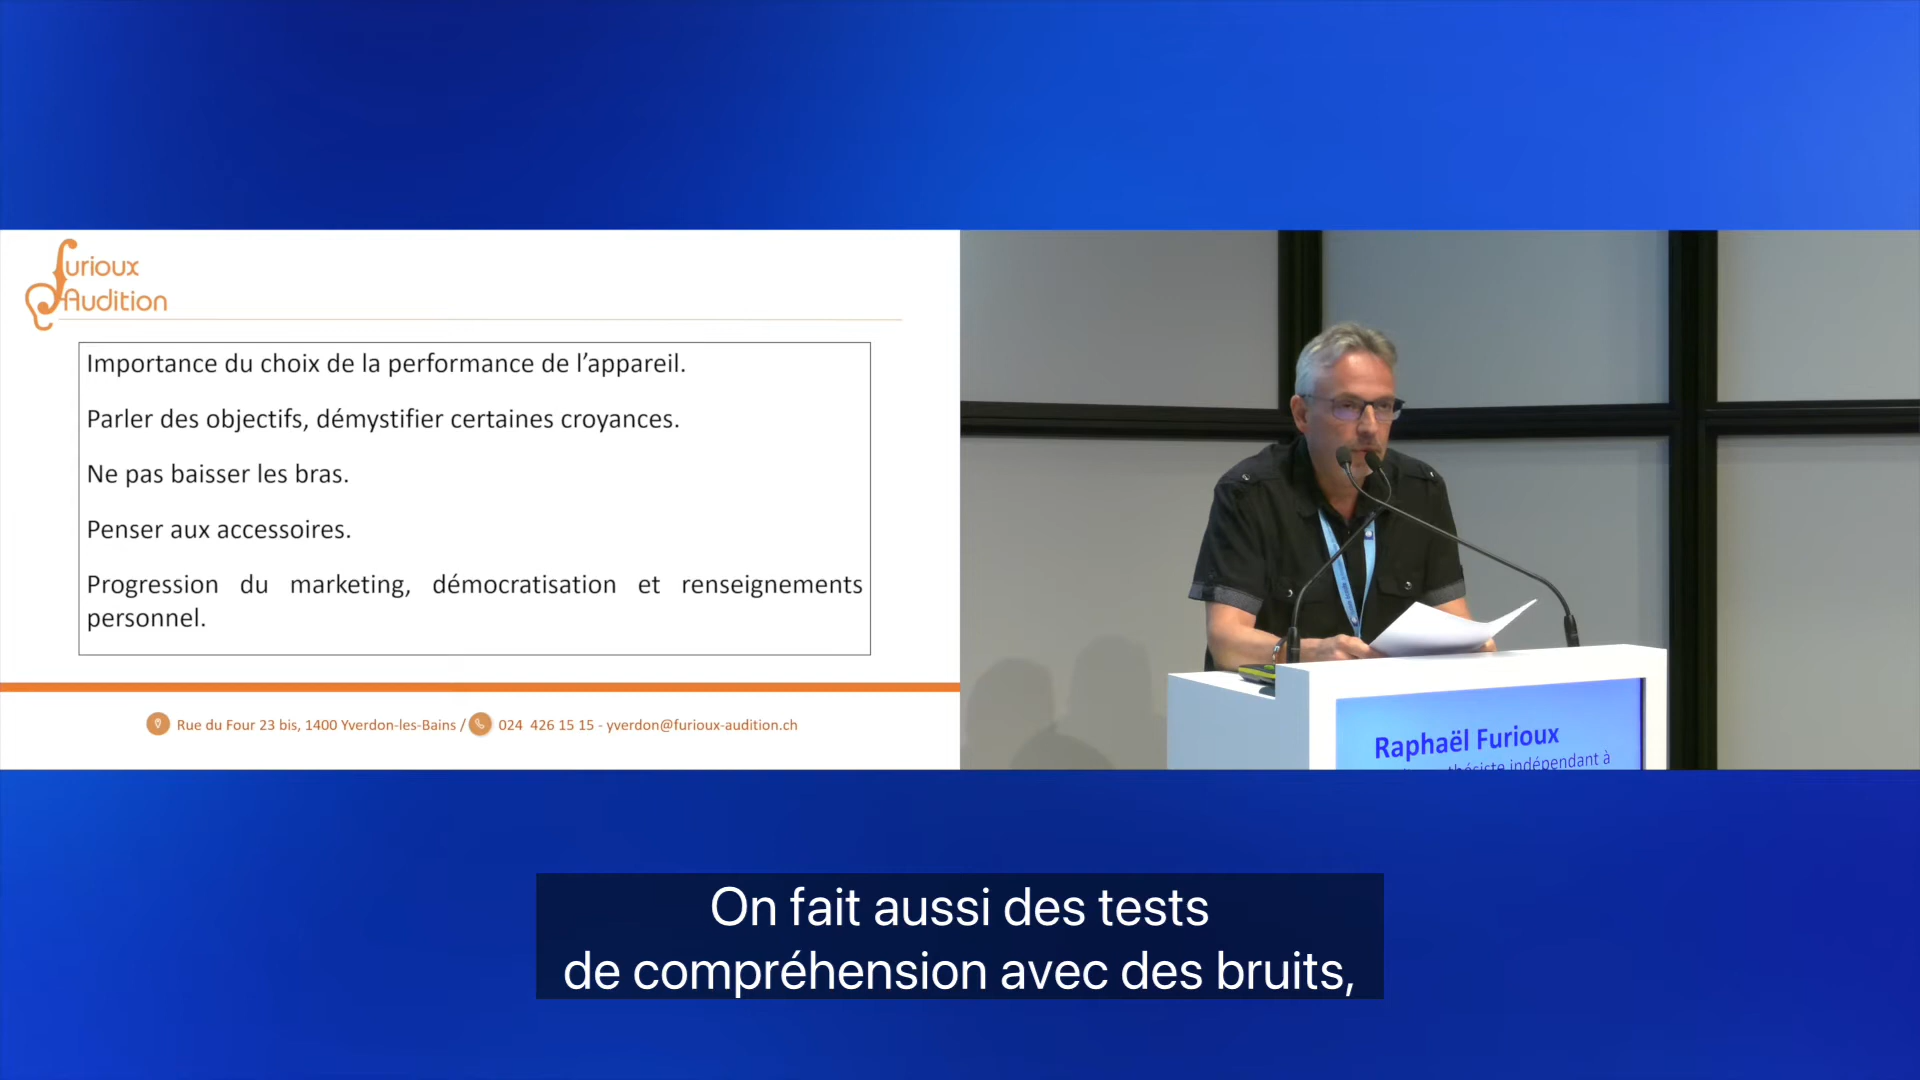 Furioux
Audition
Importance du choix de la performance de l’appareil.
Parler des objectifs, démystifier certaines croyances.
Ne pas baisser les bras.
Penser aux accessoires.
Progression du marketing, démocratisation et renseignements
personnel.
Rue du Four 23 bis, 1400 Yverdon-les-Bains / 024 426 15 15 - yverdon@furioux-audition.ch
Raphaël Furioux
indépendant à
On fait aussi des tests
de compréhension avec des bruits,